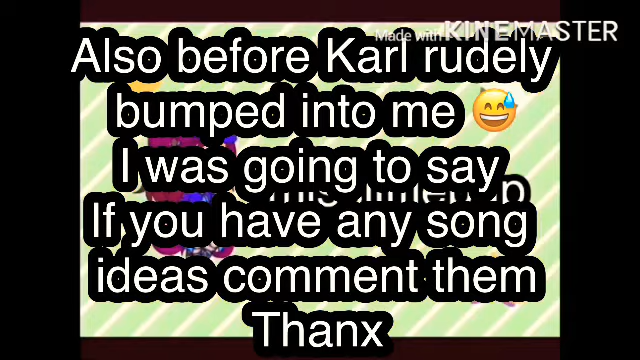 Made with KINEMASTER
Also before Karl rudely
bumped into me 😅
I was going to say
If you have any song
ideas comment them
Thanx